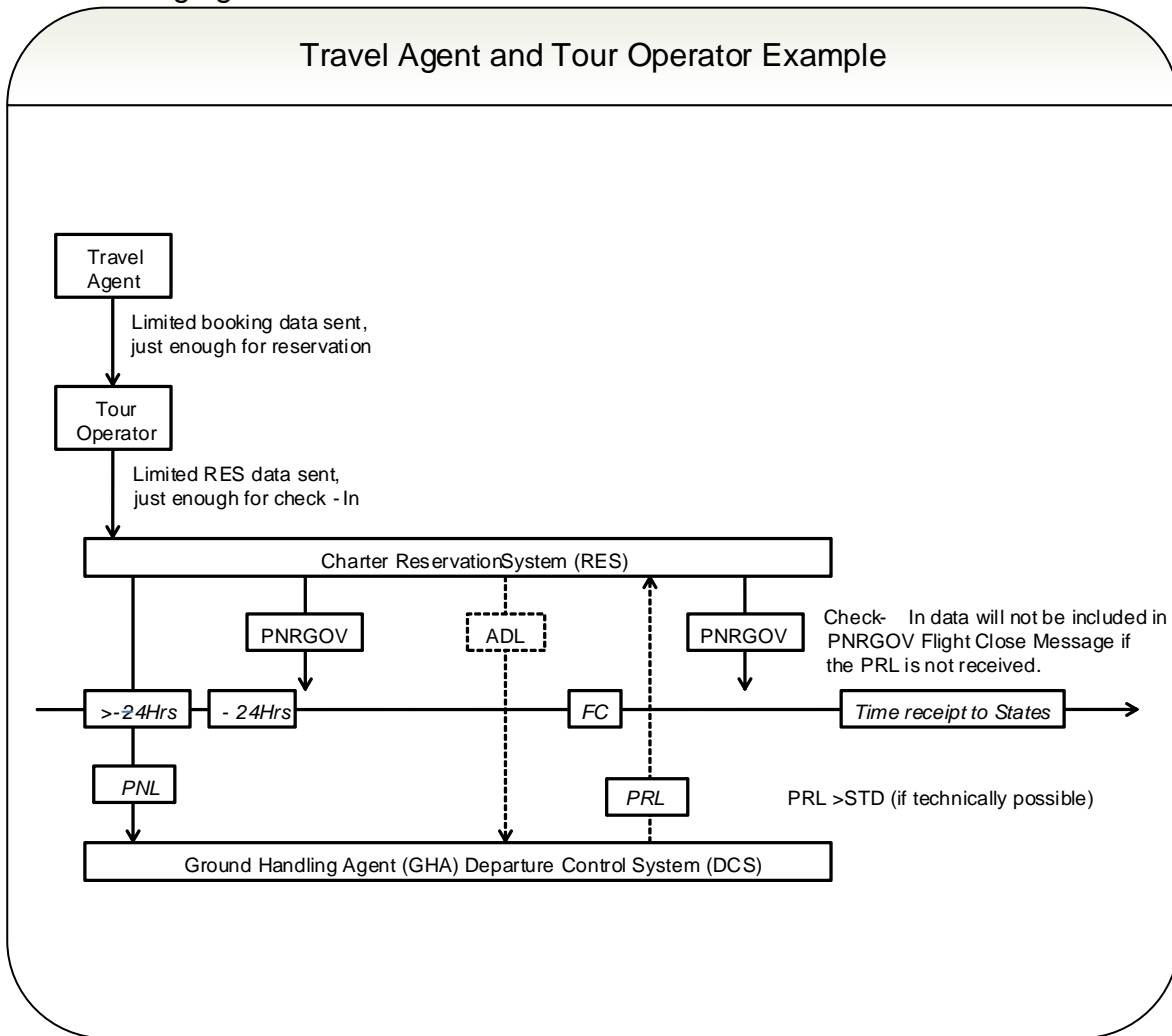 Travel Agent and Tour Operator Example
Travel
Agent
Limited booking data sent,
just enough for reservation
Tour
Operator
Limited RES data sent,
just enough for check - In
Charter ReservationSystem (RES)
PNRGOV
ADL
PNRGOV
Check- In data will not be included in
PNRGOV Flight Close Message if
the PRL is not received.
>-24Hrs
- 24Hrs
FC
Time receipt to States
PNL
PRL
PRL >STD (if technically possible)
Ground Handling Agent (GHA) Departure Control System (DCS)